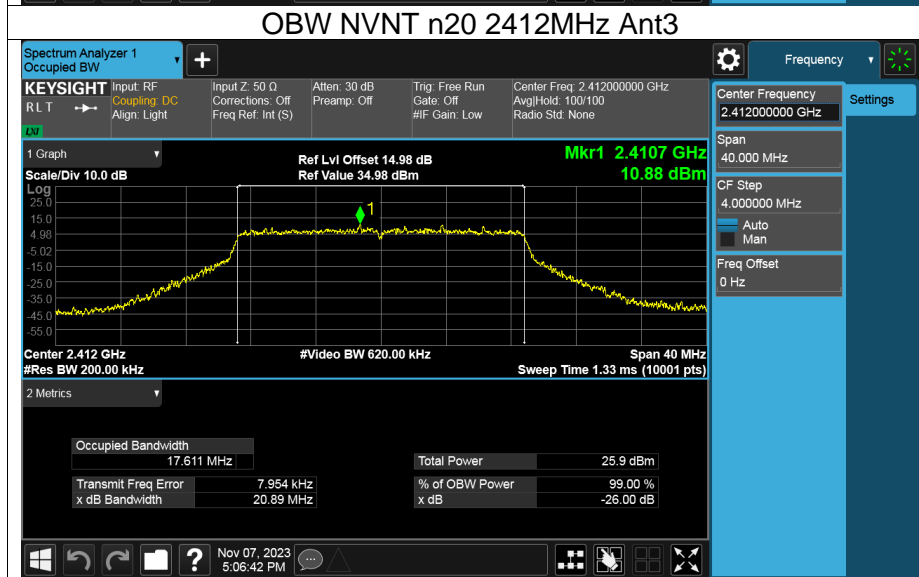 OBW NVNT n20 2412MHz Ant3
Spectrum Analyzer 1
Occupied BW
+
Frequency
KEYSIGHT
Input: RF
Coupling: DC
Align: Light
Input Z: 50 Ω
Corrections: Off
Freq Ref: Int (S)
Atten: 30 dB
Preamp: Off
Trig: Free Run
Gate: Off
#IF Gain: Low
Center Freq: 2.412000000 GHz
Avg|Hold: 100/100
Radio Std: None
R L T
LXI
Center Frequency
2.412000000 GHz
Settings
Span
40.000 MHz
CF Step
4.000000 MHz
Auto
Man
Freq Offset
0 Hz
1 Graph
Ref Lvl Offset 14.98 dB
Mkr1 2.4107 GHz
Scale/Div 10.0 dB
Ref Value 34.98 dBm
10.88 dBm
Log
25.0
15.0
4.98
-5.02
-15.0
-25.0
-35.0
-45.0
-55.0
1
Center 2.412 GHz
#Video BW 620.00 kHz
Span 40 MHz
#Res BW 200.00 kHz
Sweep Time 1.33 ms (10001 pts)
2 Metrics
Occupied Bandwidth
17.611 MHz
Total Power 25.9 dBm
Transmit Freq Error 7.954 kHz
% of OBW Power 99.00 %
x dB Bandwidth 20.89 MHz
x dB -26.00 dB
?
Nov 07, 2023
5:06:42 PM